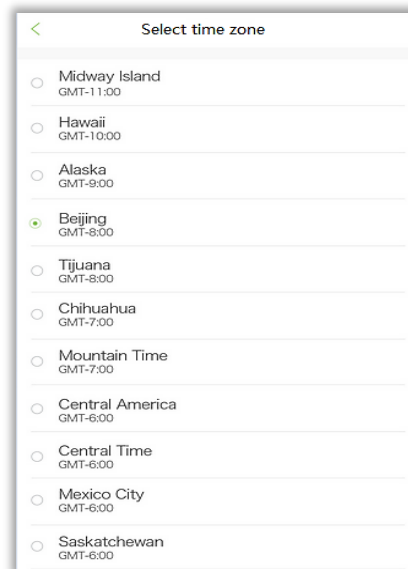 Select time zone
Midway Island
GMT-11:00
Hawaii
GMT-10:00
Alaska
GMT-9:00
Beijing
GMT-8:00
Tijuana
GMT-8:00
Chihuahua
GMT-7:00
Mountain Time
GMT-7:00
Central America
GMT-6:00
Central Time
GMT-6:00
Mexico City
GMT-6:00
Saskatchewan
GMT-6:00